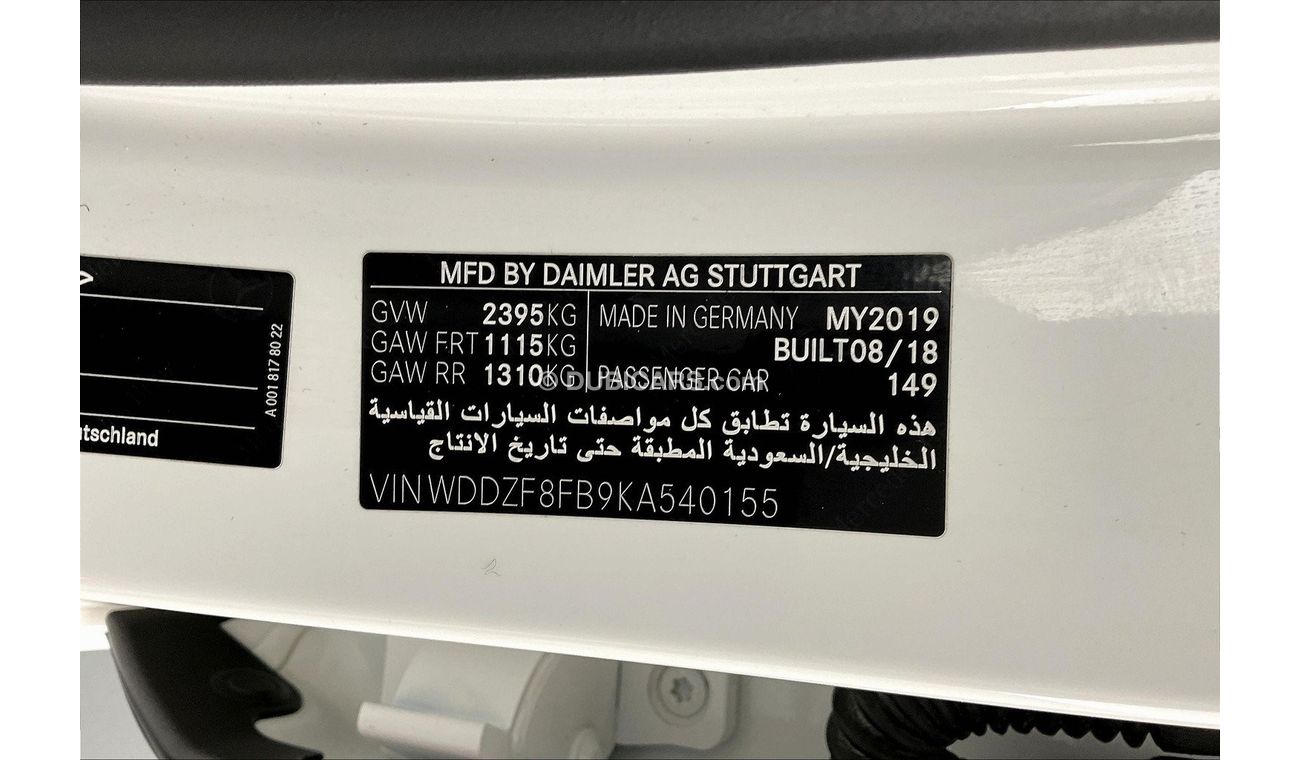 MFD BY DAIMLER AG STUTTGART
GVW 2395KG MADE IN GERMANY MY2019
GAW FRT 1115KG BUILT08/18
GAW RR 1310KG PASSENGER CAR 149
© DUBICARS.com
هذه السيارة تطابق كل مواصفات السيارات القياسية
الخليجية/السعودية المطبقة حتى تاريخ الانتاج
VIN WDDZF8FB9KA540155
A 001 817 80 22
utschland